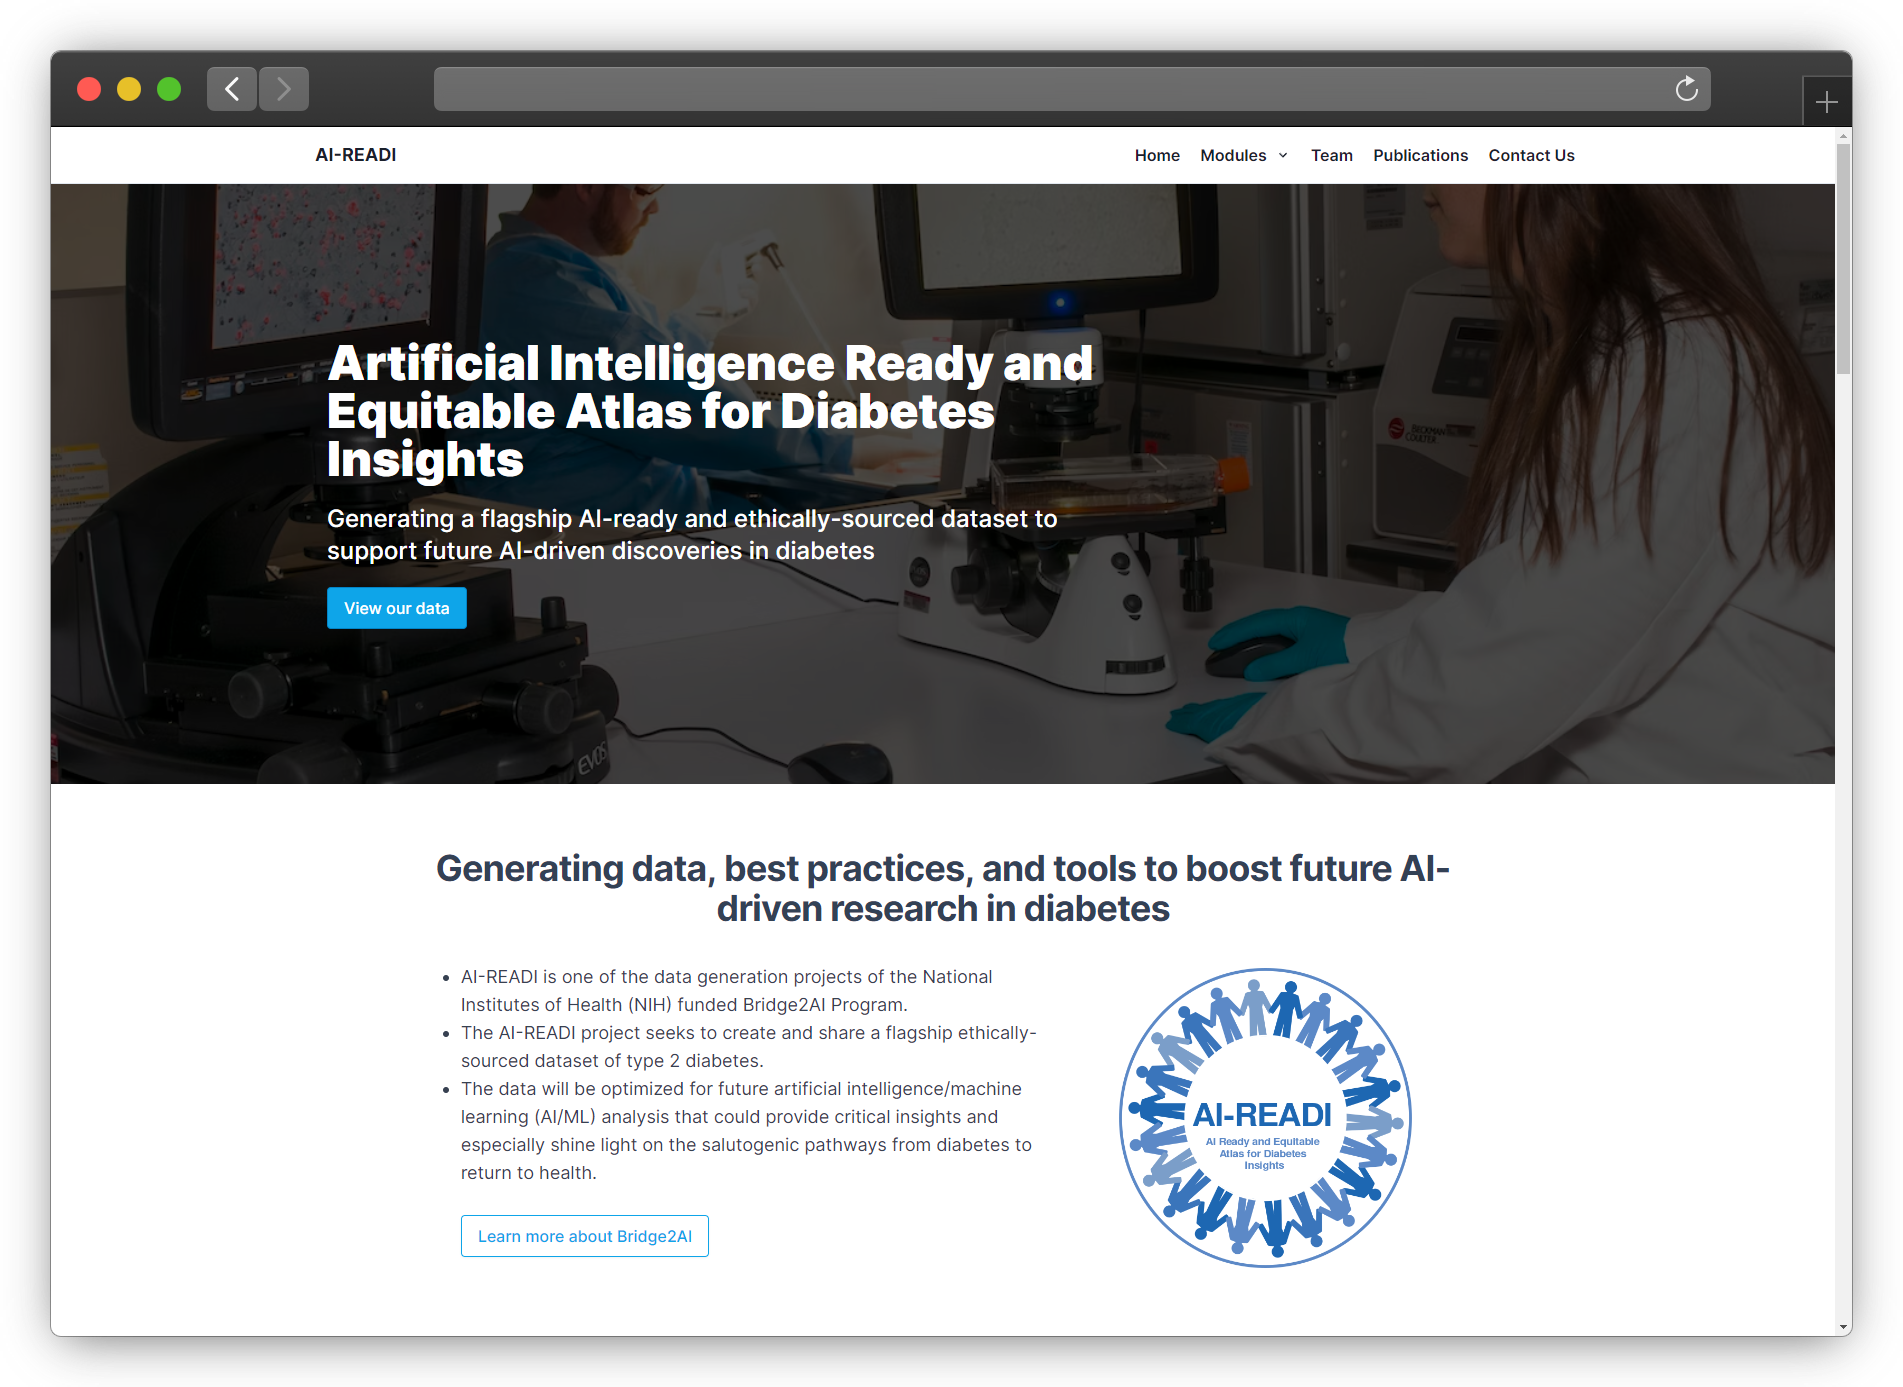 AI-READI
Home Modules Team Publications Contact Us
Artificial Intelligence Ready and
Equitable Atlas for Diabetes
Insights
Generating a flagship AI-ready and ethically-sourced dataset to
support future AI-driven discoveries in diabetes
View our data
BECKMAN
COULTER
EVOS
Generating data, best practices, and tools to boost future AI-
driven research in diabetes
• AI-READI is one of the data generation projects of the National
Institutes of Health (NIH) funded Bridge2AI Program.
• The AI-READI project seeks to create and share a flagship ethically-
sourced dataset of type 2 diabetes.
• The data will be optimized for future artificial intelligence/machine
learning (AI/ML) analysis that could provide critical insights and
especially shine light on the salutogenic pathways from diabetes to
return to health.
Learn more about Bridge2AI
AI-READI
AI Ready and Equitable
Atlas for Diabetes
Insights